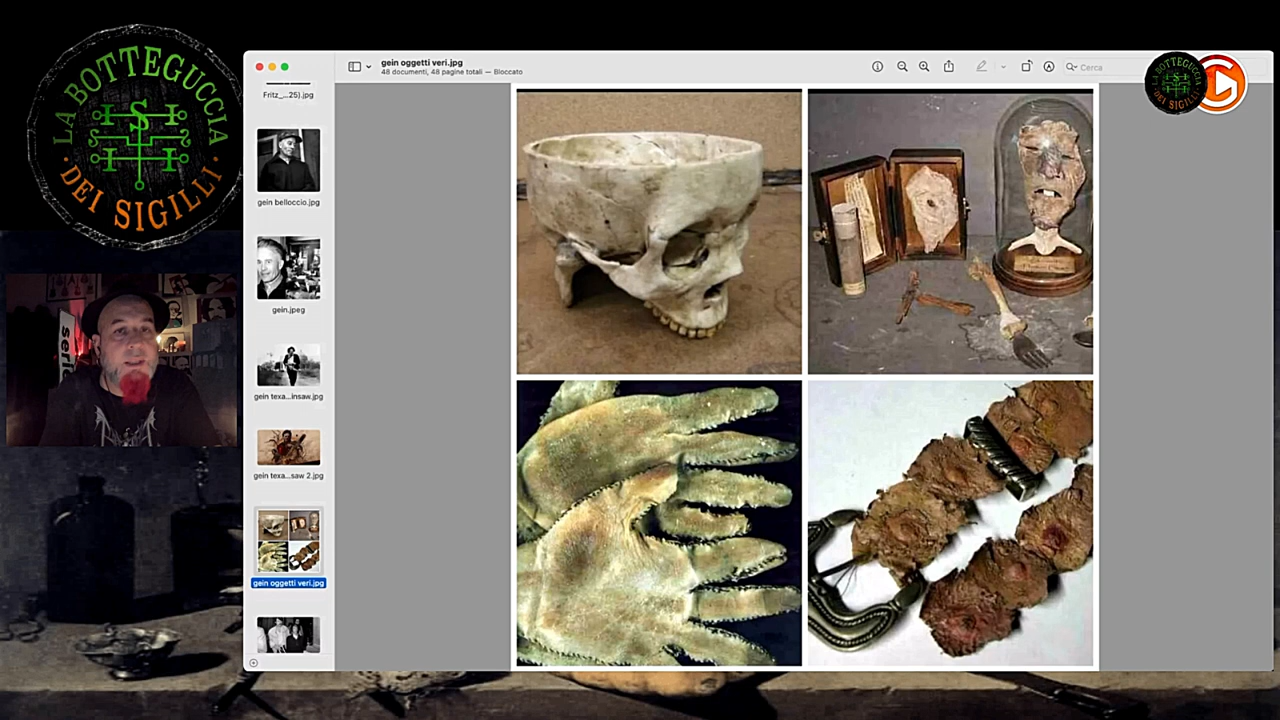 LA BOTTEGUCCIA
DEI SIGILLI
gein oggetti veri.jpg
48 documenti, 48 pagine totali — Bloccato
Cerca
Fritz_...25).jpg
gein belloccio.jpg
gein.jpeg
gein texa...insaw.jpg
gein texa...saw 2.jpg
gein oggetti veri.jpg
LA BOTTEGUCCIA
DEI SIGILLI